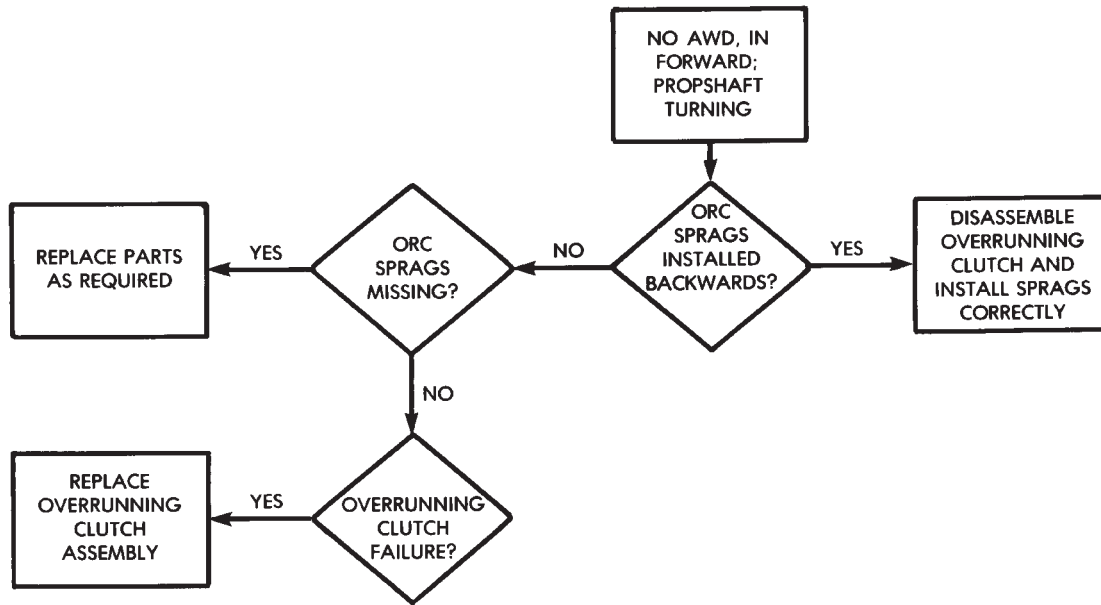 NO AWD, IN
FORWARD;
PROPSHAFT
TURNING
ORC
SPRAGS
INSTALLED
BACKWARDS?
YES
DISASSEMBLE
OVERRUNNING
CLUTCH AND
INSTALL SPRAGS
CORRECTLY
NO
ORC
SPRAGS
MISSING?
YES
REPLACE PARTS
AS REQUIRED
NO
OVERRUNNING
CLUTCH
FAILURE?
YES
REPLACE
OVERRUNNING
CLUTCH
ASSEMBLY